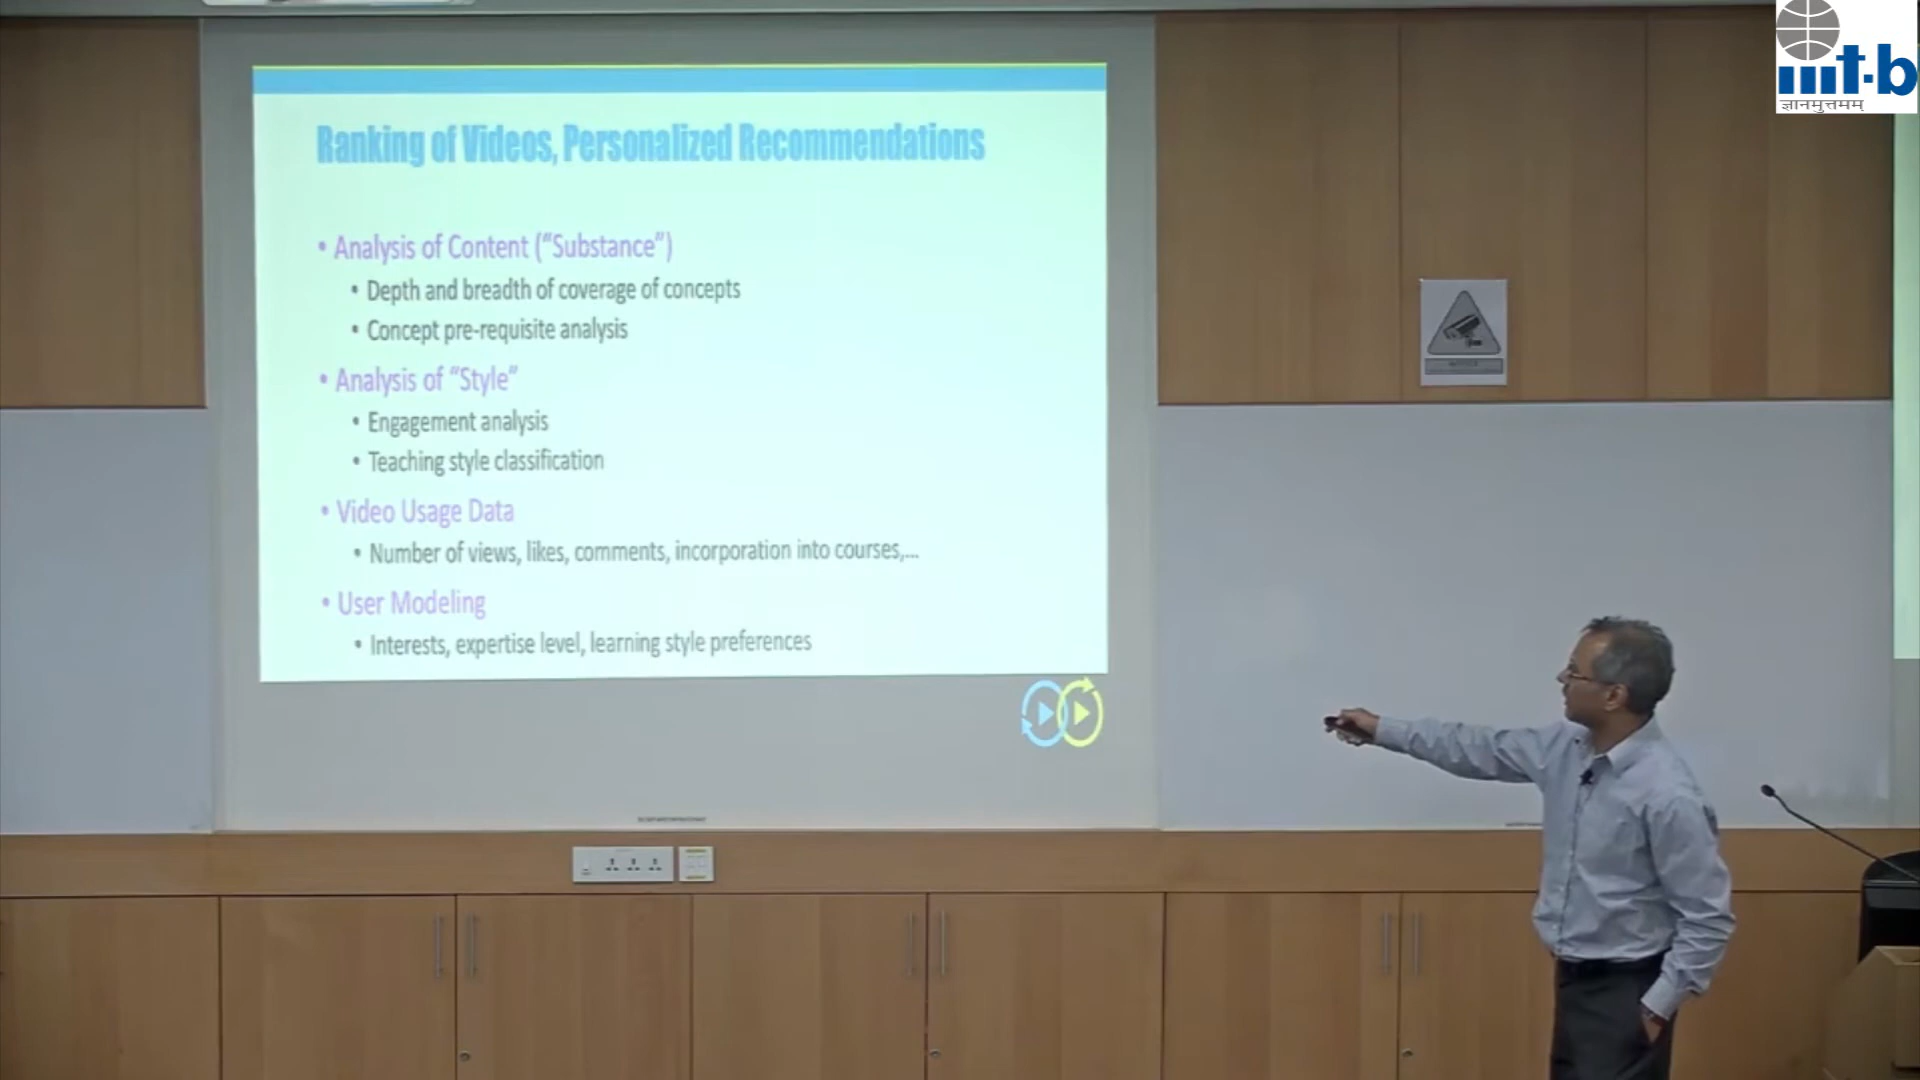 iiit-b
ज्ञानमुत्तमम्
Ranking of Videos, Personalized Recommendations
• Analysis of Content (“Substance”)
• Depth and breadth of coverage of concepts
• Concept pre-requisite analysis
• Analysis of “Style”
• Engagement analysis
• Teaching style classification
• Video Usage Data
• Number of views, likes, comments, incorporation into courses,...
• User Modeling
• Interests, expertise level, learning style preferences